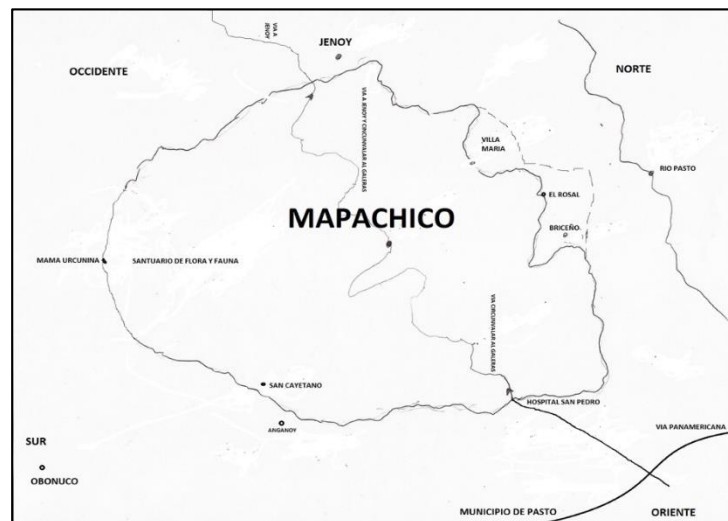 VIA A
JENOY
JENOY
OCCIDENTE
NORTE
VIA A JENOY Y CIRCUNVALAR AL GALERAS
VILLA
MARIA
RIO PASTO
EL ROSAL
MAPACHICO
BRICEÑO
MAMA URCUNINA
SANTUARIO DE FLORA Y FAUNA
VIA CIRCUNVALAR AL GALERAS
SAN CAYETANO
HOSPITAL SAN PEDRO
ANGANOY
VIA PANAMERICANA
SUR
OBONUCO
MUNICIPIO DE PASTO
ORIENTE